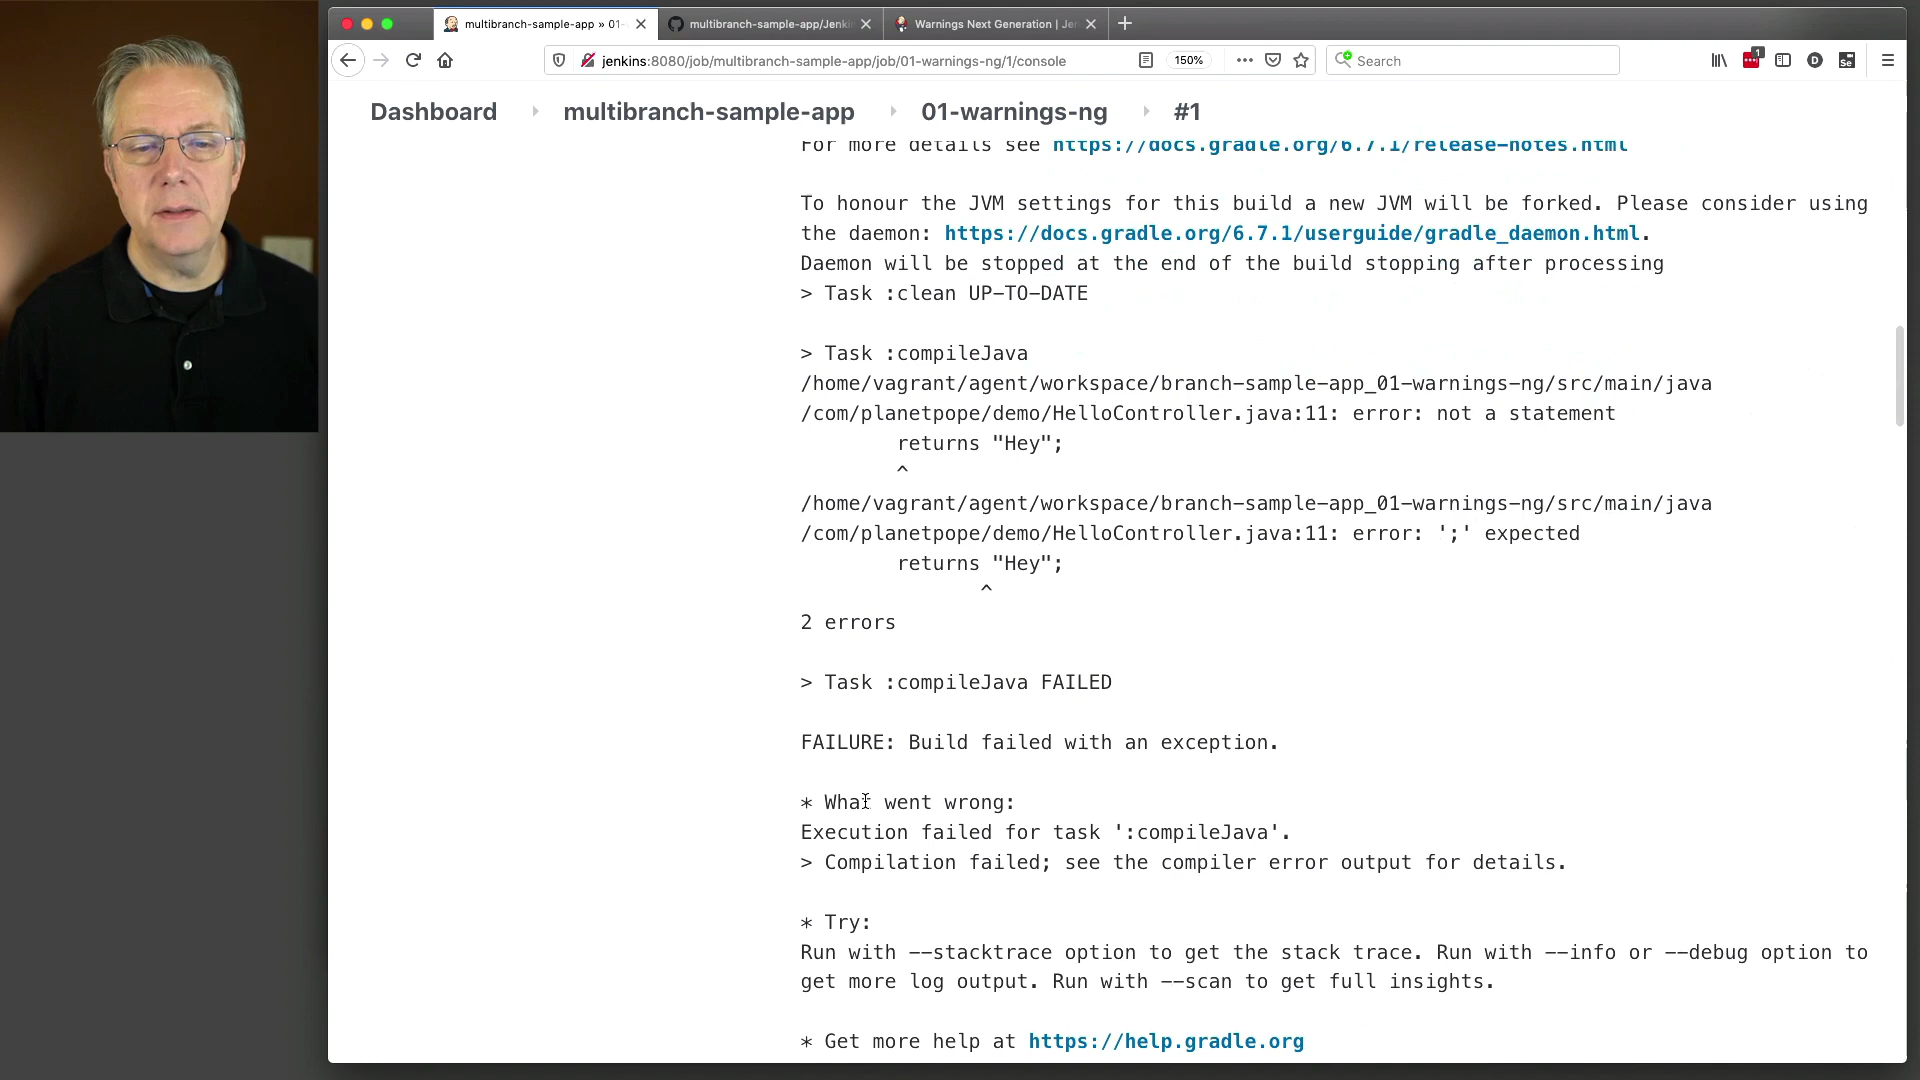 multibranch-sample-app » 01-
multibranch-sample-app/Jenki
Warnings Next Generation | Je
jenkins:8080/job/multibranch-sample-app/job/01-warnings-ng/1/console
150%
Search
1
D
Se
Dashboard
multibranch-sample-app
01-warnings-ng
#1
For more details see https://docs.gradle.org/6.7.1/release-notes.html
To honour the JVM settings for this build a new JVM will be forked. Please consider using
the daemon: https://docs.gradle.org/6.7.1/userguide/gradle_daemon.html.
Daemon will be stopped at the end of the build stopping after processing
> Task :clean UP-TO-DATE
> Task :compileJava
/home/vagrant/agent/workspace/branch-sample-app_01-warnings-ng/src/main/java
/com/planetpope/demo/HelloController.java:11: error: not a statement
returns "Hey";
^
/home/vagrant/agent/workspace/branch-sample-app_01-warnings-ng/src/main/java
/com/planetpope/demo/HelloController.java:11: error: ';' expected
returns "Hey";
^
2 errors
> Task :compileJava FAILED
FAILURE: Build failed with an exception.
* What went wrong:
Execution failed for task ':compileJava'.
> Compilation failed; see the compiler error output for details.
* Try:
Run with --stacktrace option to get the stack trace. Run with --info or --debug option to
get more log output. Run with --scan to get full insights.
* Get more help at https://help.gradle.org